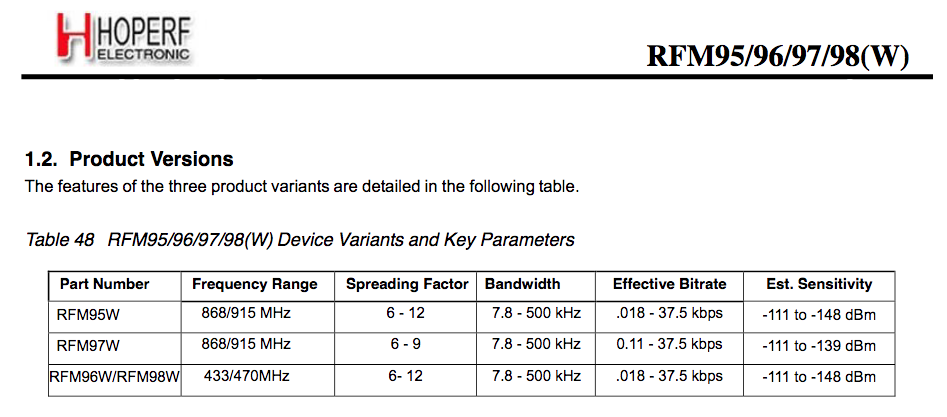 HOPERF
ELECTRONIC
RFM95/96/97/98(W)
1.2. Product Versions
The features of the three product variants are detailed in the following table.
Table 48 RFM95/96/97/98(W) Device Variants and Key Parameters
Part Number Frequency Range Spreading Factor Bandwidth Effective Bitrate Est. Sensitivity
RFM95W 868/915 MHz 6 - 12 7.8 - 500 kHz .018 - 37.5 kbps -111 to -148 dBm
RFM97W 868/915 MHz 6 - 9 7.8 - 500 kHz 0.11 - 37.5 kbps -111 to -139 dBm
RFM96W/RFM98W 433/470MHz 6- 12 7.8 - 500 kHz .018 - 37.5 kbps -111 to -148 dBm